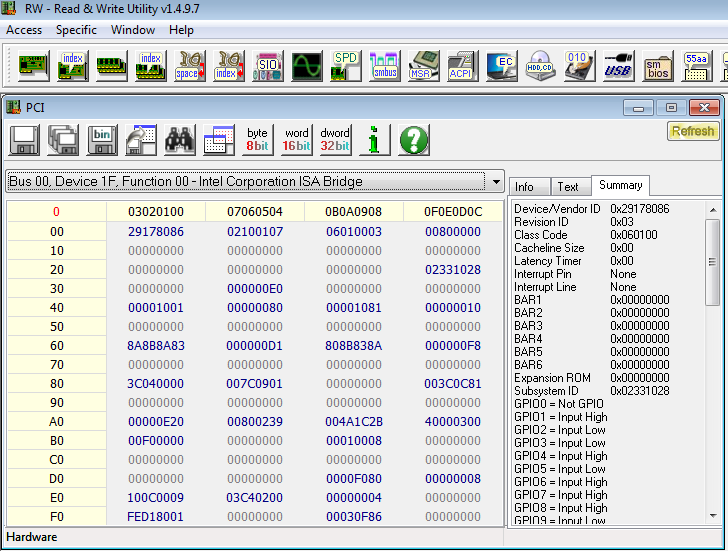 RW - Read & Write Utility v1.4.9.7
Access Specific Window Help
index index space index SIO SPD smbus MSR ACPI EC HDD,CD 010 USB sm bios 55aa
PCI
bin byte 8bit word 16bit dword 32bit i ? Refresh
Bus 00, Device 1F, Function 00 - Intel Corporation ISA Bridge
Info Text Summary
0 03020100 07060504 0B0A0908 0F0E0D0C
00 29178086 02100107 06010003 00800000
10 00000000 00000000 00000000 00000000
20 00000000 00000000 00000000 02331028
30 00000000 000000E0 00000000 00000000
40 00001001 00000080 00001081 00000010
50 00000000 00000000 00000000 00000000
60 8A8B8A83 000000D1 808B838A 000000F8
70 00000000 00000000 00000000 00000000
80 3C040000 007C0901 00000000 003C0C81
90 00000000 00000000 00000000 00000000
A0 00000E20 00800239 004A1C2B 40000300
B0 00F00000 00000000 00010008 00000000
C0 00000000 00000000 00000000 00000000
D0 00000000 00000000 0000F080 00000008
E0 100C0009 03C40200 00000004 00000000
F0 FED18001 00000000 00030F86 00000000
Device/Vendor ID 0x29178086
Revision ID 0x03
Class Code 0x060100
Cacheline Size 0x00
Latency Timer 0x00
Interrupt Pin None
Interrupt Line None
BAR1 0x00000000
BAR2 0x00000000
BAR3 0x00000000
BAR4 0x00000000
BAR5 0x00000000
BAR6 0x00000000
Expansion ROM 0x00000000
Subsystem ID 0x02331028
GPIO0 = Not GPIO
GPIO1 = Input High
GPIO2 = Input Low
GPIO3 = Input Low
GPIO4 = Input High
GPIO5 = Input Low
GPIO6 = Input High
GPIO7 = Input High
GPIO8 = Input High
GPIO9 = Input Low
Hardware